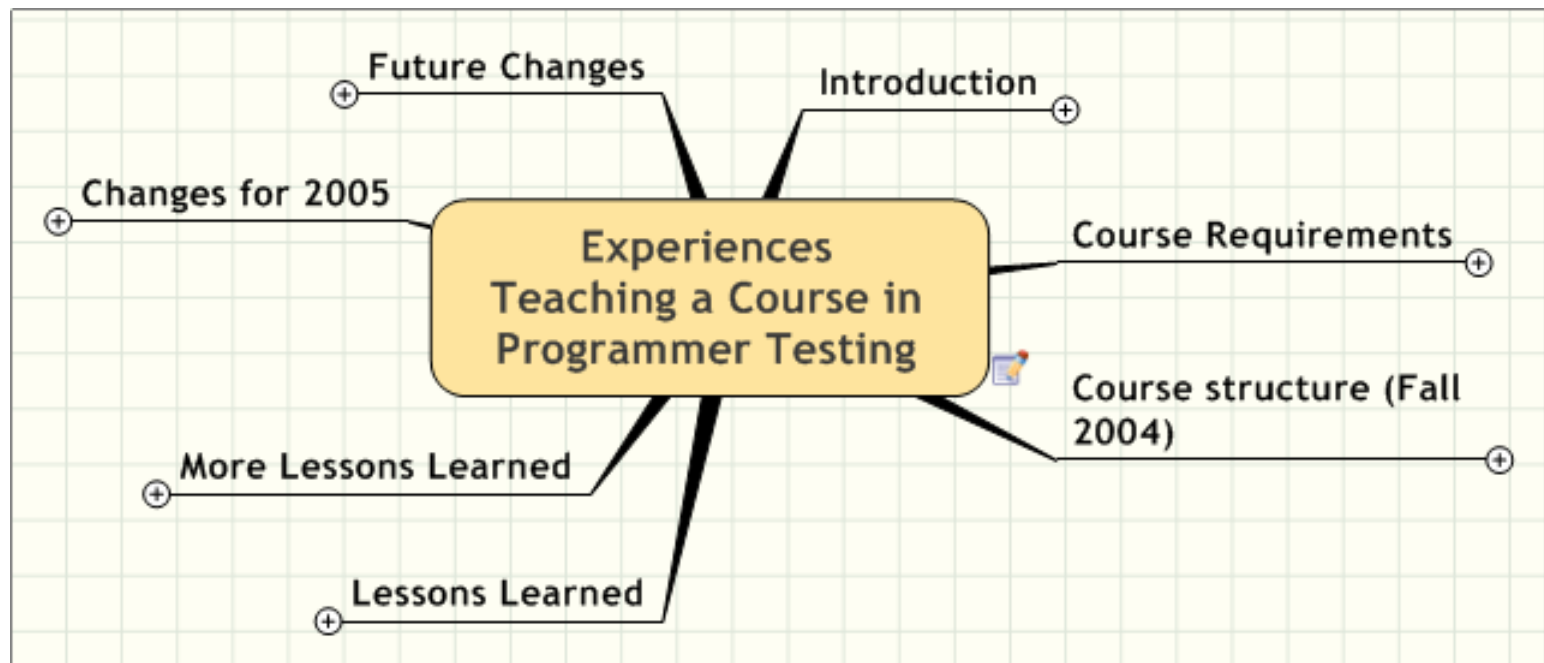 Future Changes
Introduction
Changes for 2005
Experiences
Teaching a Course in
Programmer Testing
Course Requirements
Course structure (Fall
2004)
More Lessons Learned
Lessons Learned